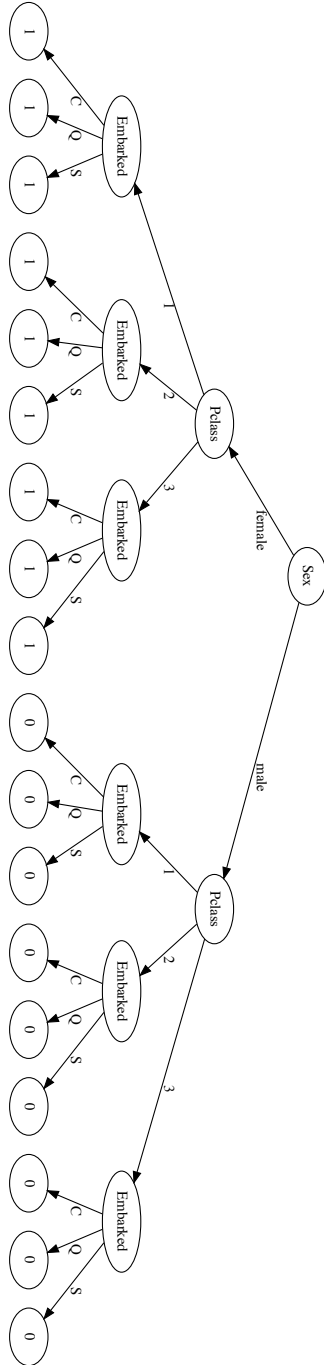 Sex
female male
Pclass Pclass
1 2 3 1 2 3
Embarked Embarked Embarked Embarked Embarked Embarked
C Q S C Q S C Q S C Q S C Q S C Q S
1 1 1 1 1 1 1 1 1 0 0 0 0 0 0 0 0 0